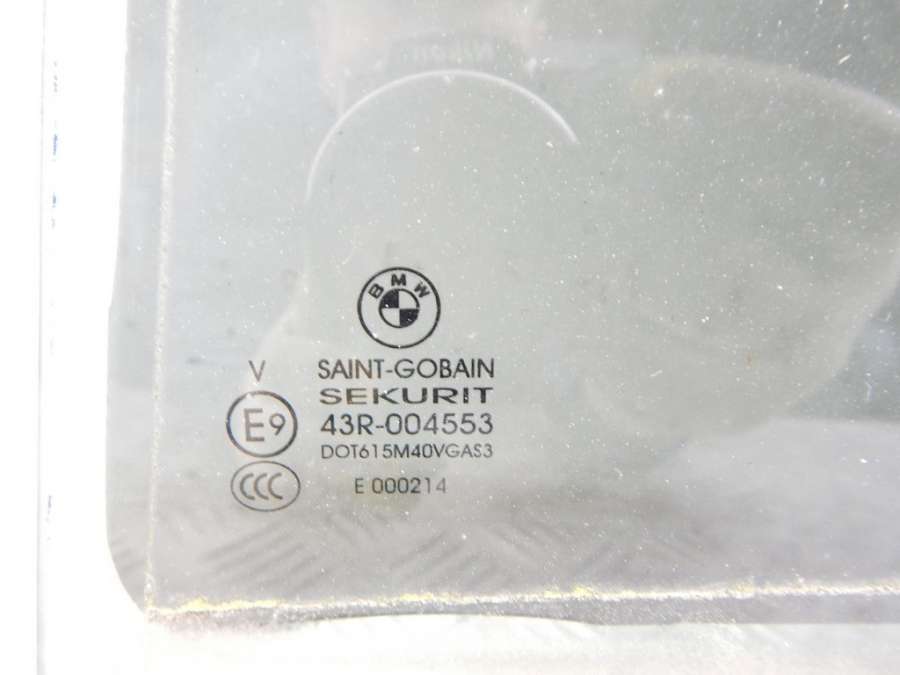 BMW
V
SAINT-GOBAIN
SEKURIT
E9
43R-004553
DOT615M40VGAS3
CCC
E 000214